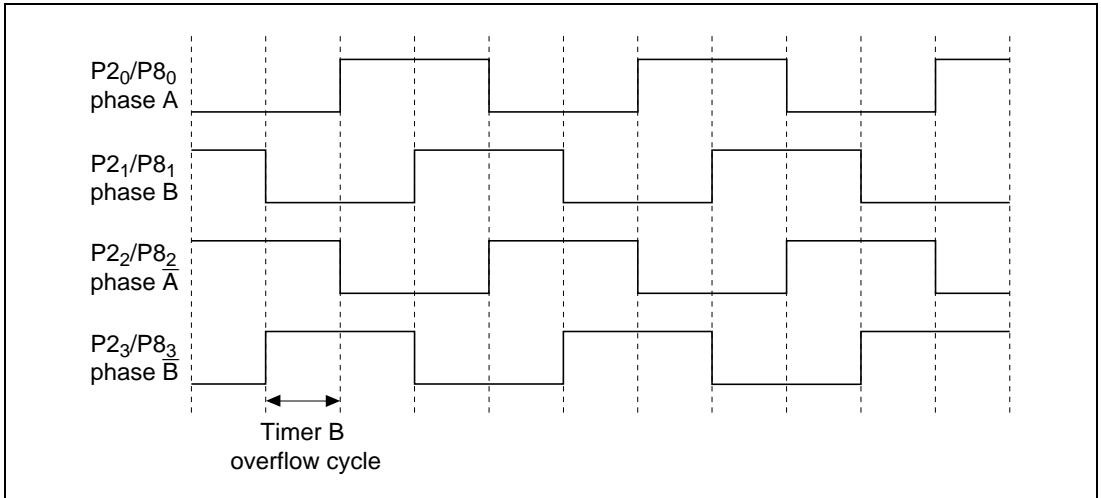 P2₀/P8₀
phase A
P2₁/P8₁
phase B
P2₂/P8₂
phase A̅
P2₃/P8₃
phase B̅
Timer B
overflow cycle